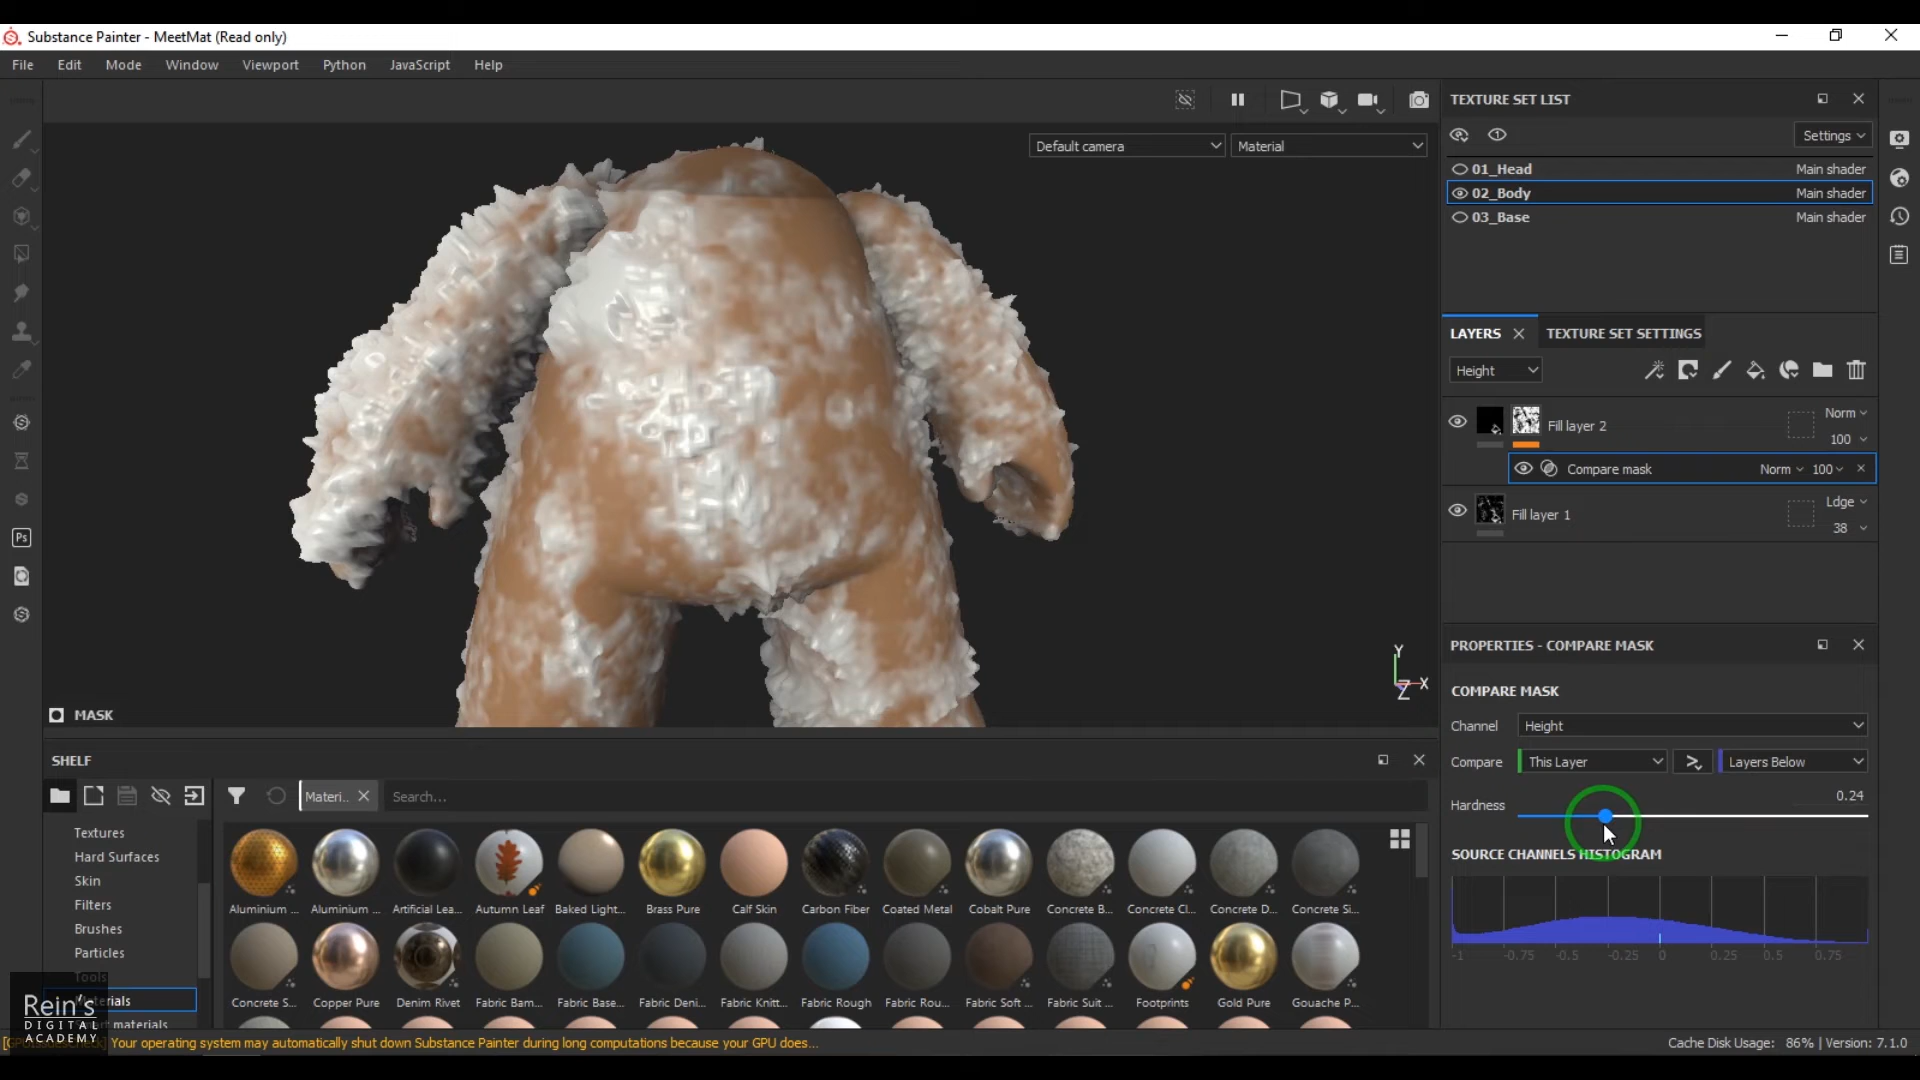 Substance Painter - MeetMat (Read only)
File Edit Mode Window Viewport Python JavaScript Help
Default camera Material
TEXTURE SET LIST
Settings
01_Head Main shader
02_Body Main shader
03_Base Main shader
LAYERS TEXTURE SET SETTINGS
Height
Fill layer 2 Norm
100
Compare mask Norm 100
Fill layer 1 Ldge
38
Y
X
Z
MASK
PROPERTIES - COMPARE MASK
COMPARE MASK
Channel Height
Compare This Layer > Layers Below
Hardness 0.24
SOURCE CHANNELS HISTOGRAM
-1 -0.75 -0.5 -0.25 0 0.25 0.5 0.75
SHELF
Materi.. Search...
Textures
Hard Surfaces
Skin
Filters
Brushes
Particles
Tools
Aluminium ... Aluminium ... Artificial Lea... Autumn Leaf Baked Light... Brass Pure Calf Skin Carbon Fiber Coated Metal Cobalt Pure Concrete B... Concrete Cl... Concrete D... Concrete Si...
Concrete S... Copper Pure Denim Rivet Fabric Bam... Fabric Base... Fabric Deni... Fabric Knitt... Fabric Rough Fabric Rou... Fabric Soft ... Fabric Suit ... Footprints Gold Pure Gouache P...
Ps
Rein's
DIGITAL
ACADEMY
materials
Your operating system may automatically shut down Substance Painter during long computations because your GPU does...
Cache Disk Usage: 86% | Version: 7.1.0